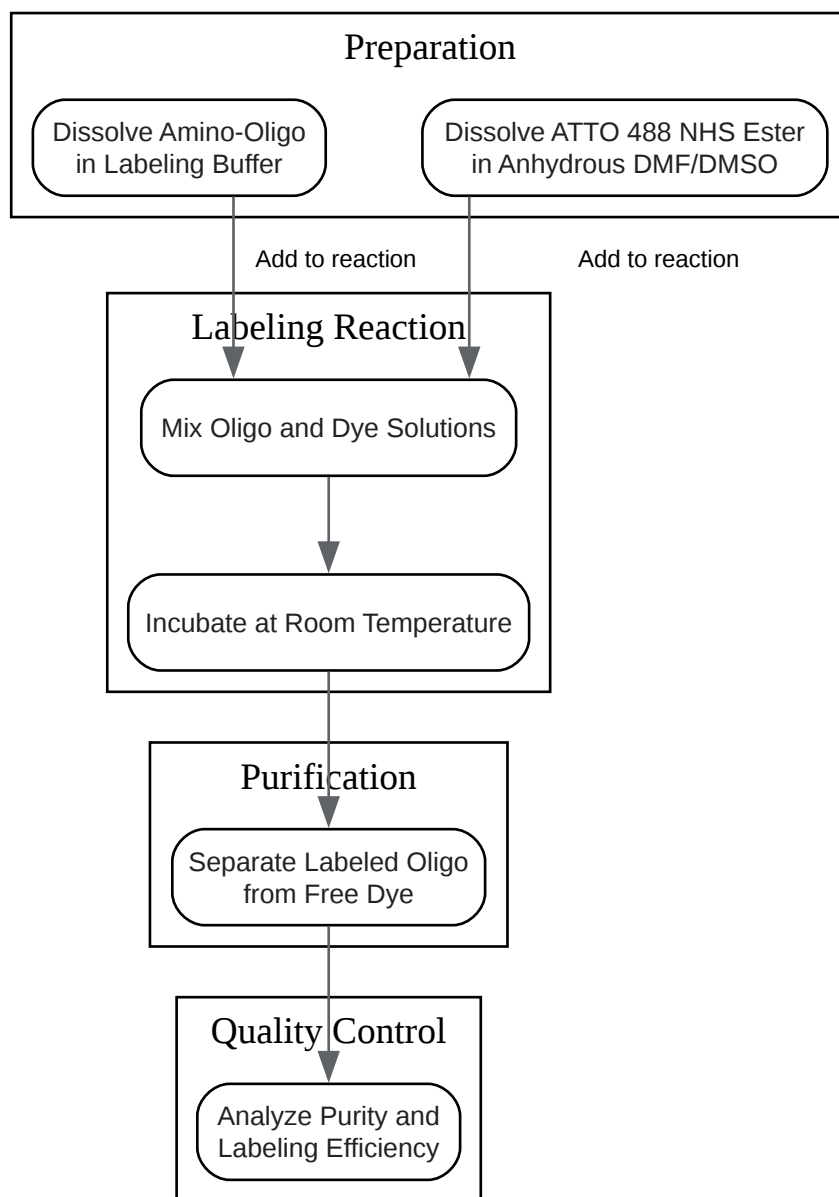 Preparation
Dissolve Amino-Oligo
in Labeling Buffer
Dissolve ATTO 488 NHS Ester
in Anhydrous DMF/DMSO
Add to reaction
Add to reaction
Labeling Reaction
Mix Oligo and Dye Solutions
Incubate at Room Temperature
Purification
Separate Labeled Oligo
from Free Dye
Quality Control
Analyze Purity and
Labeling Efficiency